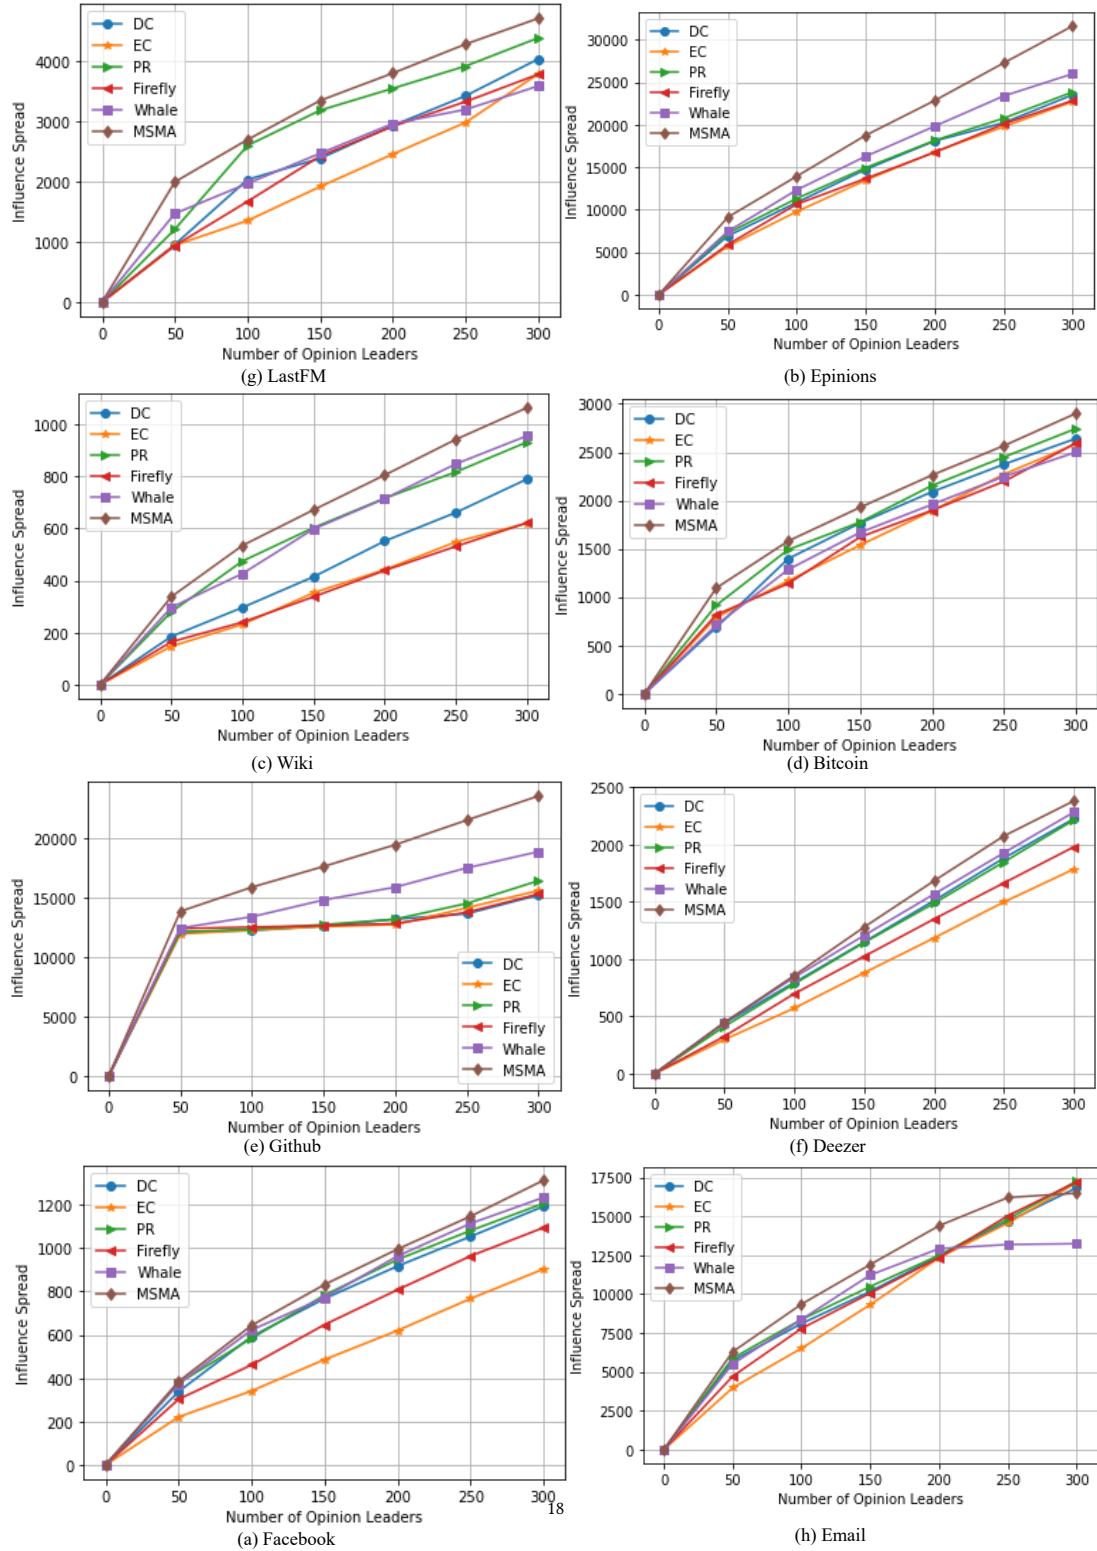 DC
EC
PR
Firefly
Whale
MSMA
4000
3000
2000
1000
0
Influence Spread
0 50 100 150 200 250 300
Number of Opinion Leaders
(g) LastFM
DC
EC
PR
Firefly
Whale
MSMA
30000
25000
20000
15000
10000
5000
0
Influence Spread
0 50 100 150 200 250 300
Number of Opinion Leaders
(b) Epinions
DC
EC
PR
Firefly
Whale
MSMA
1000
800
600
400
200
0
Influence Spread
0 50 100 150 200 250 300
Number of Opinion Leaders
(c) Wiki
DC
EC
PR
Firefly
Whale
MSMA
3000
2500
2000
1500
1000
500
0
Influence Spread
0 50 100 150 200 250 300
Number of Opinion Leaders
(d) Bitcoin
20000
15000
10000
5000
0
Influence Spread
DC
EC
PR
Firefly
Whale
MSMA
0 50 100 150 200 250 300
Number of Opinion Leaders
(e) Github
DC
EC
PR
Firefly
Whale
MSMA
2500
2000
1500
1000
500
0
Influence Spread
0 50 100 150 200 250 300
Number of Opinion Leaders
(f) Deezer
DC
EC
PR
Firefly
Whale
MSMA
1200
1000
800
600
400
200
0
Influence Spread
0 50 100 150 200 250 300
Number of Opinion Leaders
(a) Facebook
DC
EC
PR
Firefly
Whale
MSMA
17500
15000
12500
10000
7500
5000
2500
0
Influence Spread
0 50 100 150 200 250 300
Number of Opinion Leaders
(h) Email
18